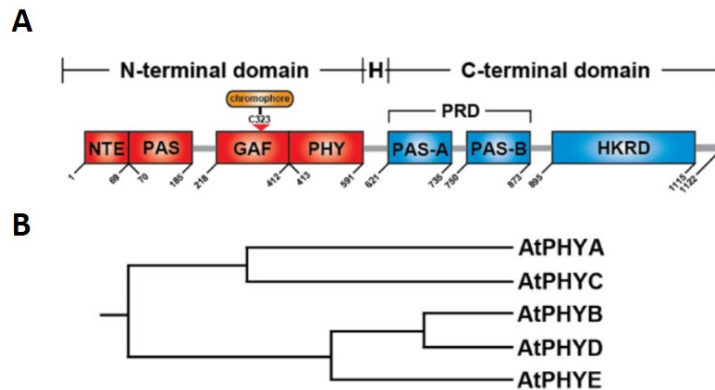 A
N-terminal domain H C-terminal domain
chromophore
C323
PRD
NTE PAS GAF PHY PAS-A PAS-B HKRD
1 69 70 185 218 412 413 591 621 735 750 873 895 1115 1122
B
AtPHYA
AtPHYC
AtPHYB
AtPHYD
AtPHYE